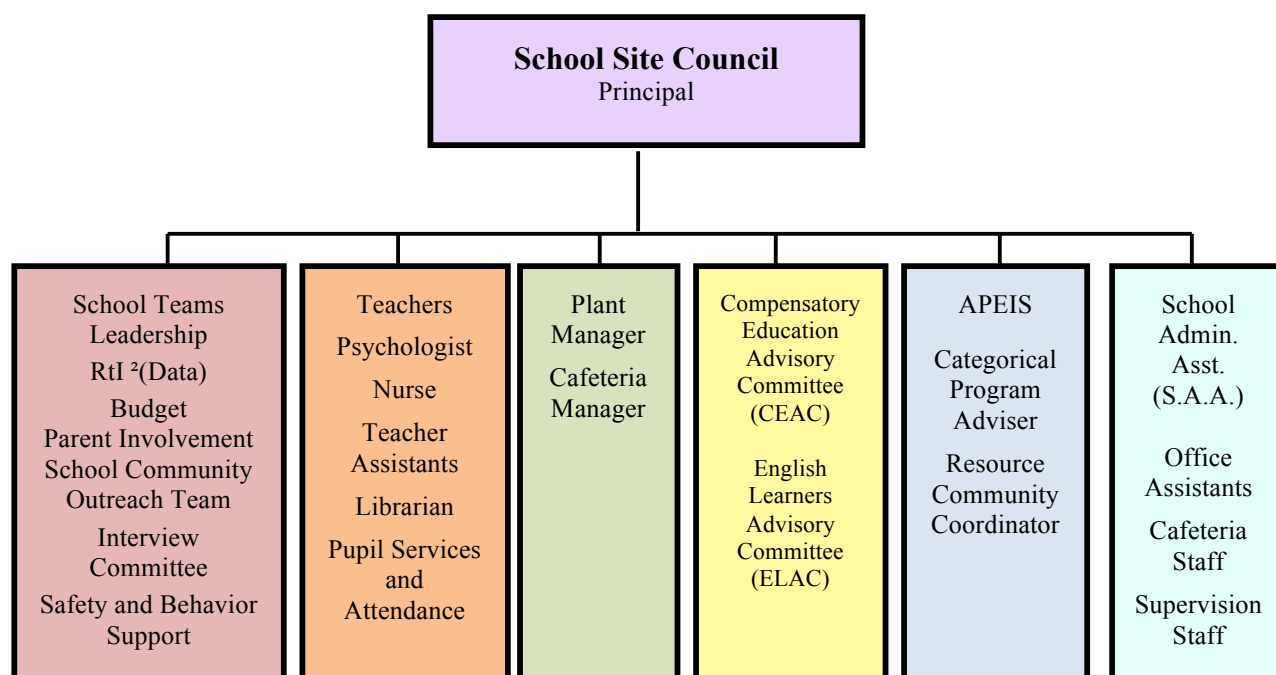 School Site Council
Principal
School Teams
Leadership
RtI ²(Data)
Budget
Parent Involvement
School Community
Outreach Team
Interview
Committee
Safety and Behavior
Support
Teachers
Psychologist
Nurse
Teacher
Assistants
Librarian
Pupil Services
and
Attendance
Plant
Manager
Cafeteria
Manager
Compensatory
Education
Advisory
Committee
(CEAC)
English
Learners
Advisory
Committee
(ELAC)
APEIS
Categorical
Program
Adviser
Resource
Community
Coordinator
School
Admin.
Asst.
(S.A.A.)
Office
Assistants
Cafeteria
Staff
Supervision
Staff